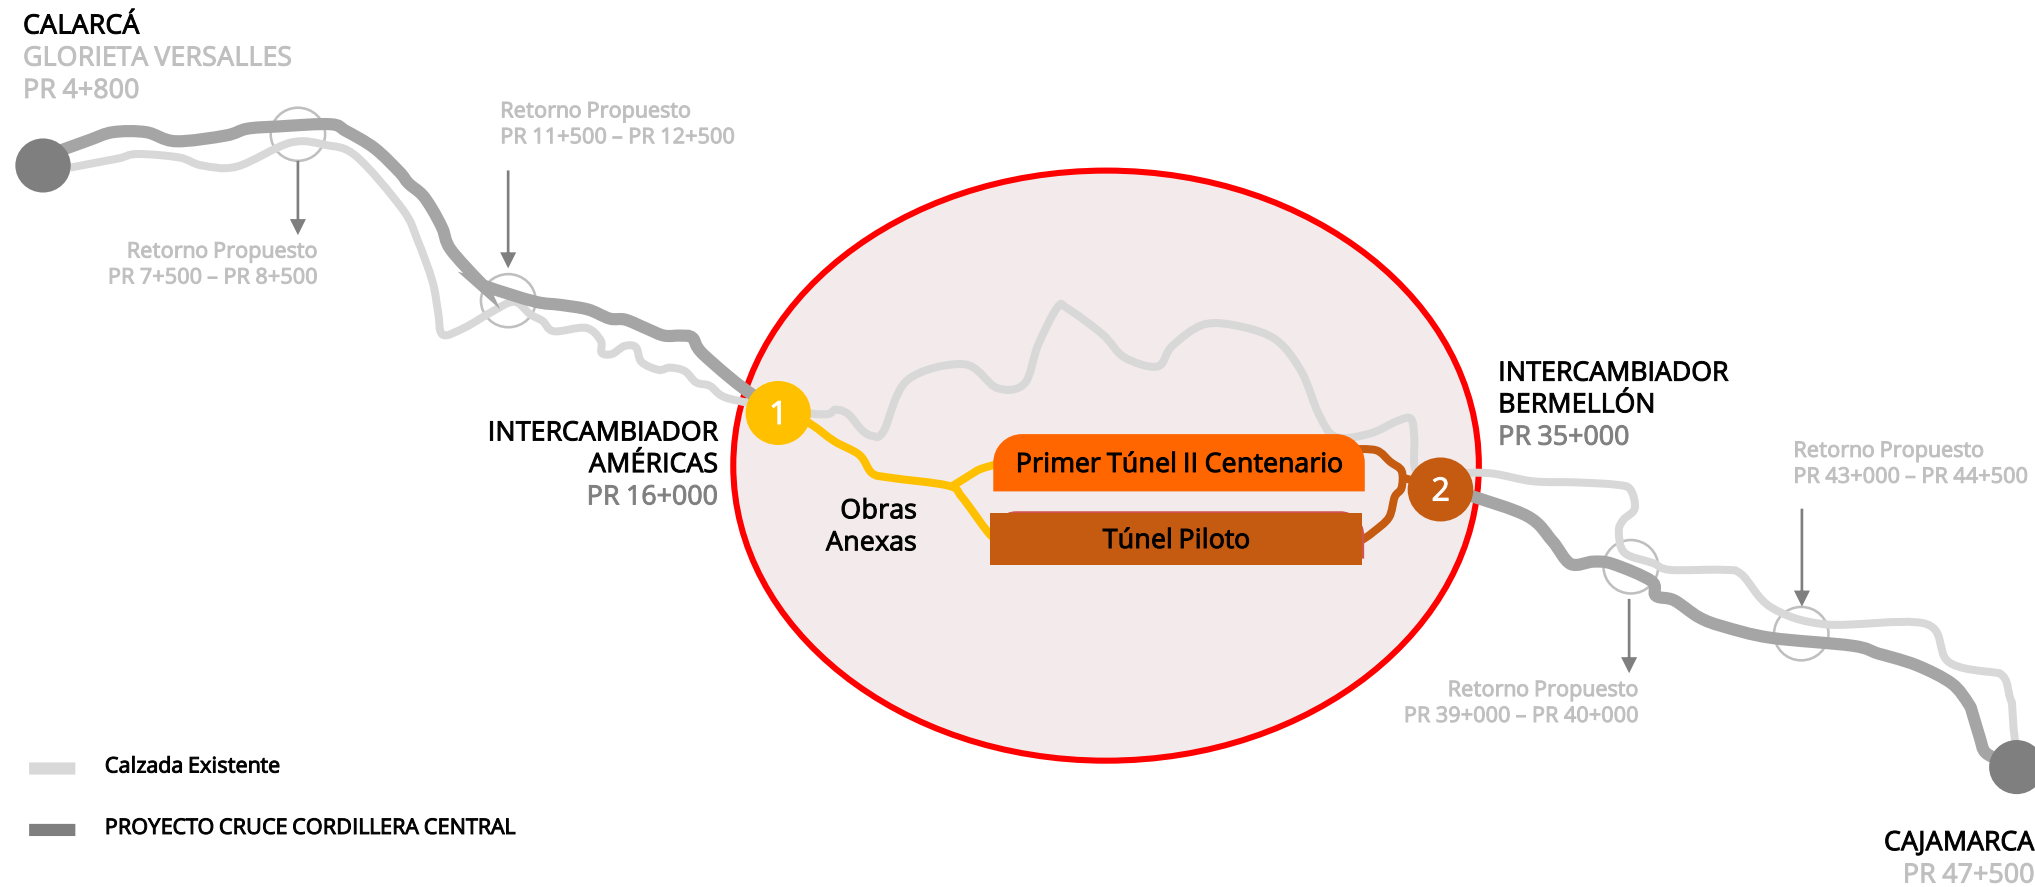 CALARCÁ
GLORIETA VERSALLES
PR 4+800
Retorno Propuesto
PR 11+500 – PR 12+500
Retorno Propuesto
PR 7+500 – PR 8+500
1
INTERCAMBIADOR
AMÉRICAS
PR 16+000
Obras
Anexas
Primer Túnel II Centenario
Túnel Piloto
2
INTERCAMBIADOR
BERMELLÓN
PR 35+000
Retorno Propuesto
PR 43+000 – PR 44+500
Retorno Propuesto
PR 39+000 – PR 40+000
Calzada Existente
PROYECTO CRUCE CORDILLERA CENTRAL
CAJAMARCA
PR 47+500